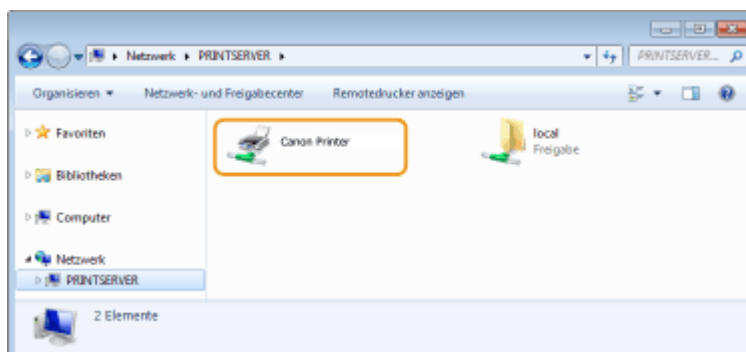 Netzwerk ▸ PRINTSERVER ▸
PRINTSERVER...
Organisieren
Netzwerk- und Freigabecenter
Remotedrucker anzeigen
Favoriten
Bibliotheken
Computer
Netzwerk
PRINTSERVER
Canon Printer
local
Freigabe
2 Elemente